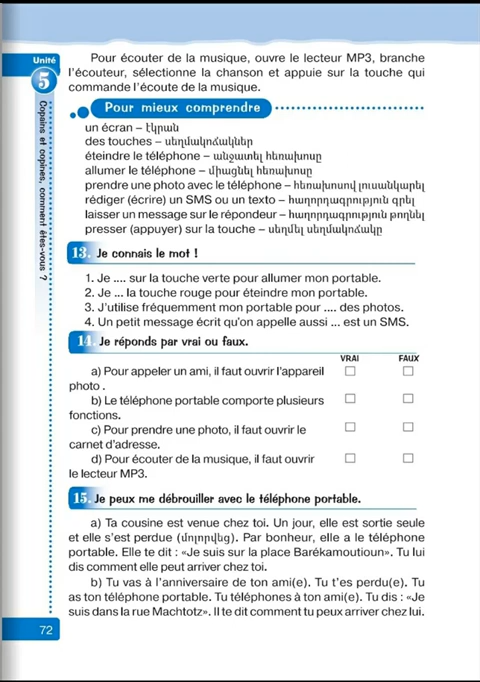 Pour écouter de la musique, ouvre le lecteur MP3, branche
l'écouteur, sélectionne la chanson et appuie sur la touche qui
commande l'écoute de la musique.
Unité
5
Copains et copines, comment êtes-vous ?
Pour mieux comprendre
un écran – էկրան
des touches – սեղմակոճակներ
éteindre le téléphone – անջատել հեռախոսը
allumer le téléphone – միացնել հեռախոսը
prendre une photo avec le téléphone – հեռախոսով լուսանկարել
rédiger (écrire) un SMS ou un texto – հաղորդագրություն գրել
laisser un message sur le répondeur – հաղորդագրություն թողնել
presser (appuyer) sur la touche – սեղմել սեղմակոճակը
13. Je connais le mot !
1. Je .... sur la touche verte pour allumer mon portable.
2. Je ... la touche rouge pour éteindre mon portable.
3. J'utilise fréquemment mon portable pour .... des photos.
4. Un petit message écrit qu'on appelle aussi ... est un SMS.
14. Je réponds par vrai ou faux.
VRAI FAUX
a) Pour appeler un ami, il faut ouvrir l'appareil
photo .
b) Le téléphone portable comporte plusieurs
fonctions.
c) Pour prendre une photo, il faut ouvrir le
carnet d'adresse.
d) Pour écouter de la musique, il faut ouvrir
le lecteur MP3.
15. Je peux me débrouiller avec le téléphone portable.
a) Ta cousine est venue chez toi. Un jour, elle est sortie seule
et elle s'est perdue (մոլորվեց). Par bonheur, elle a le téléphone
portable. Elle te dit : «Je suis sur la place Barékamoutioun». Tu lui
dis comment elle peut arriver chez toi.
b) Tu vas à l'anniversaire de ton ami(e). Tu t'es perdu(e). Tu
as ton téléphone portable. Tu téléphones à ton ami(e). Tu dis : «Je
suis dans la rue Machtotz». Il te dit comment tu peux arriver chez lui.
72